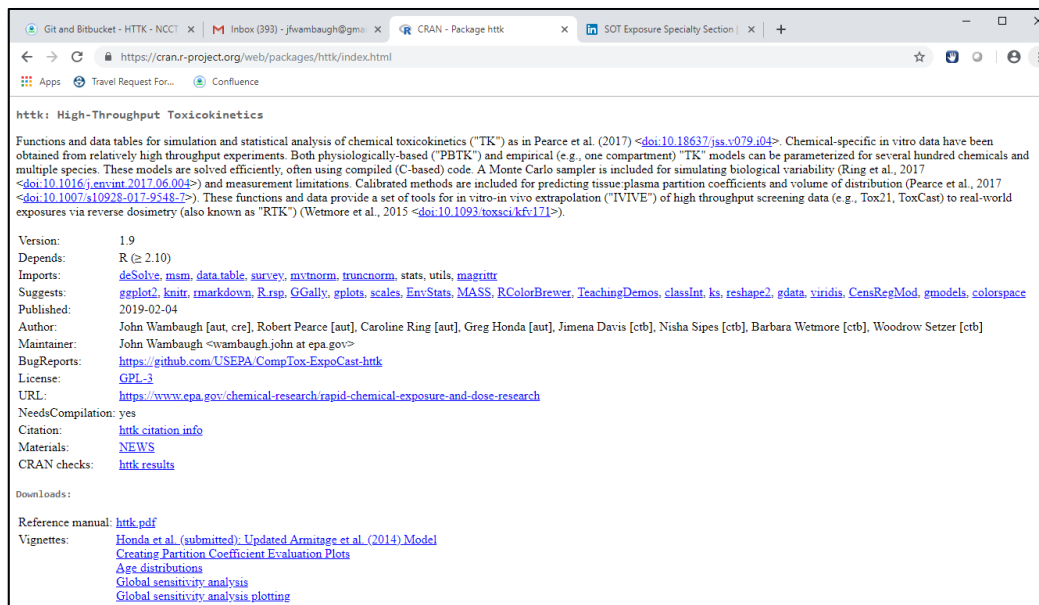 Git and Bitbucket - HTTK - NCCT
Inbox (393) - jfwambaugh@gma
CRAN - Package httk
SOT Exposure Specialty Section |
https://cran.r-project.org/web/packages/httk/index.html
Apps Travel Request For... Confluence
httk: High-Throughput Toxicokinetics
Functions and data tables for simulation and statistical analysis of chemical toxicokinetics ("TK") as in Pearce et al. (2017) <doi:10.18637/jss.v079.i04>. Chemical-specific in vitro data have been
obtained from relatively high throughput experiments. Both physiologically-based ("PBTK") and empirical (e.g., one compartment) "TK" models can be parameterized for several hundred chemicals and
multiple species. These models are solved efficiently, often using compiled (C-based) code. A Monte Carlo sampler is included for simulating biological variability (Ring et al., 2017
<doi:10.1016/j.envint.2017.06.004>) and measurement limitations. Calibrated methods are included for predicting tissue:plasma partition coefficients and volume of distribution (Pearce et al., 2017
<doi:10.1007/s10928-017-9548-7>). These functions and data provide a set of tools for in vitro-in vivo extrapolation ("IVIVE") of high throughput screening data (e.g., Tox21, ToxCast) to real-world
exposures via reverse dosimetry (also known as "RTK") (Wetmore et al., 2015 <doi:10.1093/toxsci/kfv171>).
Version: 1.9
Depends: R (≥ 2.10)
Imports: deSolve, msm, data.table, survey, mvtnorm, truncnorm, stats, utils, magrittr
Suggests: ggplot2, knitr, rmarkdown, R.rsp, GGally, gplots, scales, EnvStats, MASS, RColorBrewer, TeachingDemos, classInt, ks, reshape2, gdata, viridis, CensRegMod, gmodels, colorspace
Published: 2019-02-04
Author: John Wambaugh [aut, cre], Robert Pearce [aut], Caroline Ring [aut], Greg Honda [aut], Jimena Davis [ctb], Nisha Sipes [ctb], Barbara Wetmore [ctb], Woodrow Setzer [ctb]
Maintainer: John Wambaugh <wambaugh.john at epa.gov>
BugReports: https://github.com/USEPA/CompTox-ExpoCast-httk
License: GPL-3
URL: https://www.epa.gov/chemical-research/rapid-chemical-exposure-and-dose-research
NeedsCompilation: yes
Citation: httk citation info
Materials: NEWS
CRAN checks: httk results
Downloads:
Reference manual: httk.pdf
Vignettes: Honda et al. (submitted): Updated Armitage et al. (2014) Model
Creating Partition Coefficient Evaluation Plots
Age distributions
Global sensitivity analysis
Global sensitivity analysis plotting